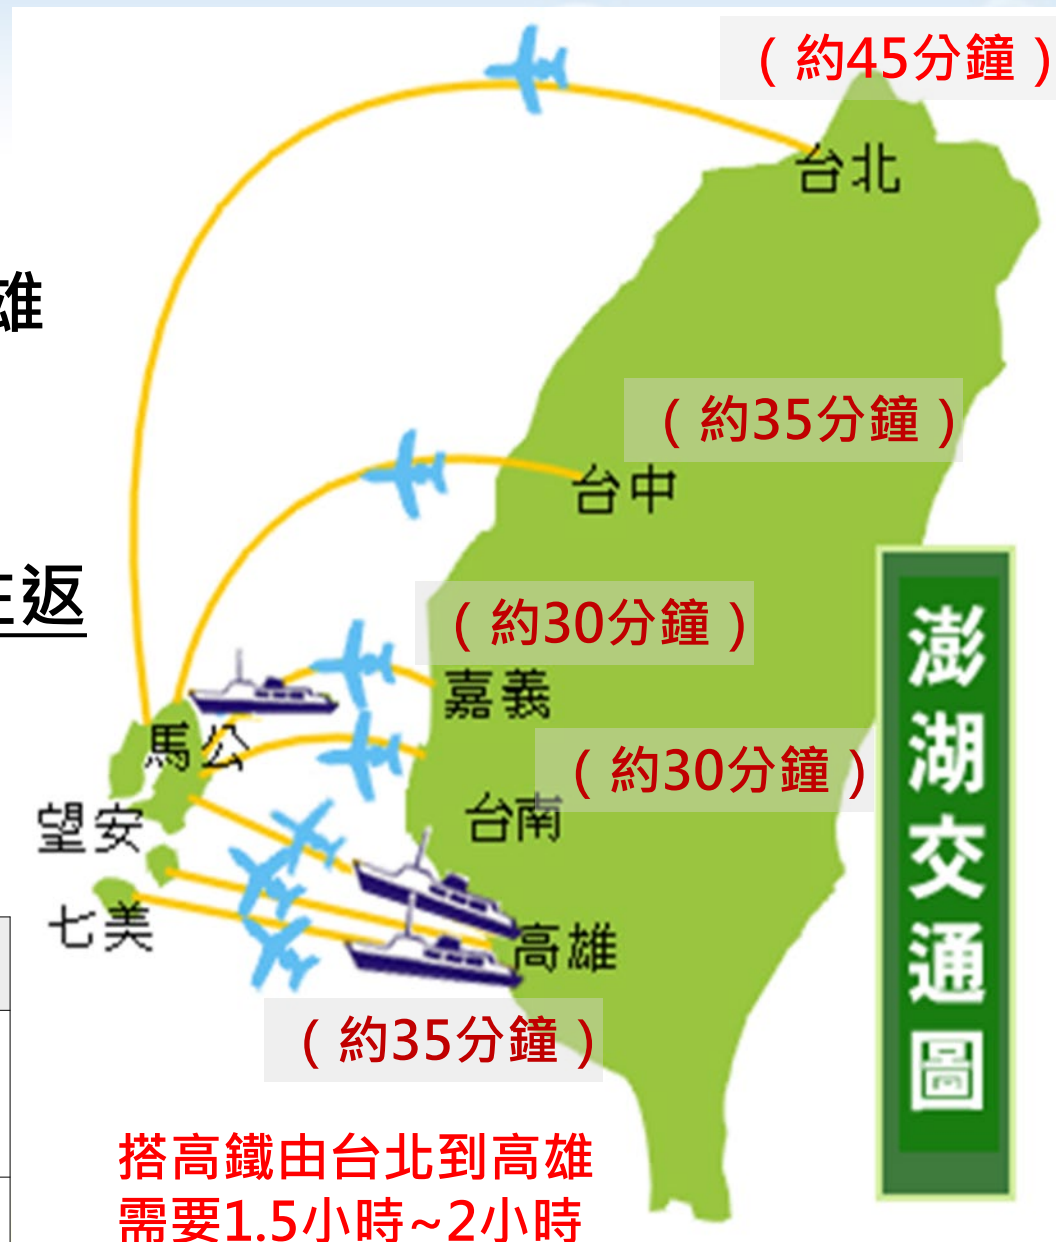 (約45分鐘)
台北
雄
(約35分鐘)
台中
返
(約30分鐘)
嘉義
馬公
(約30分鐘)
望安
台南
七美
高雄
(約35分鐘)
搭高鐵由台北到高雄
需要1.5小時~2小時
澎湖交通圖